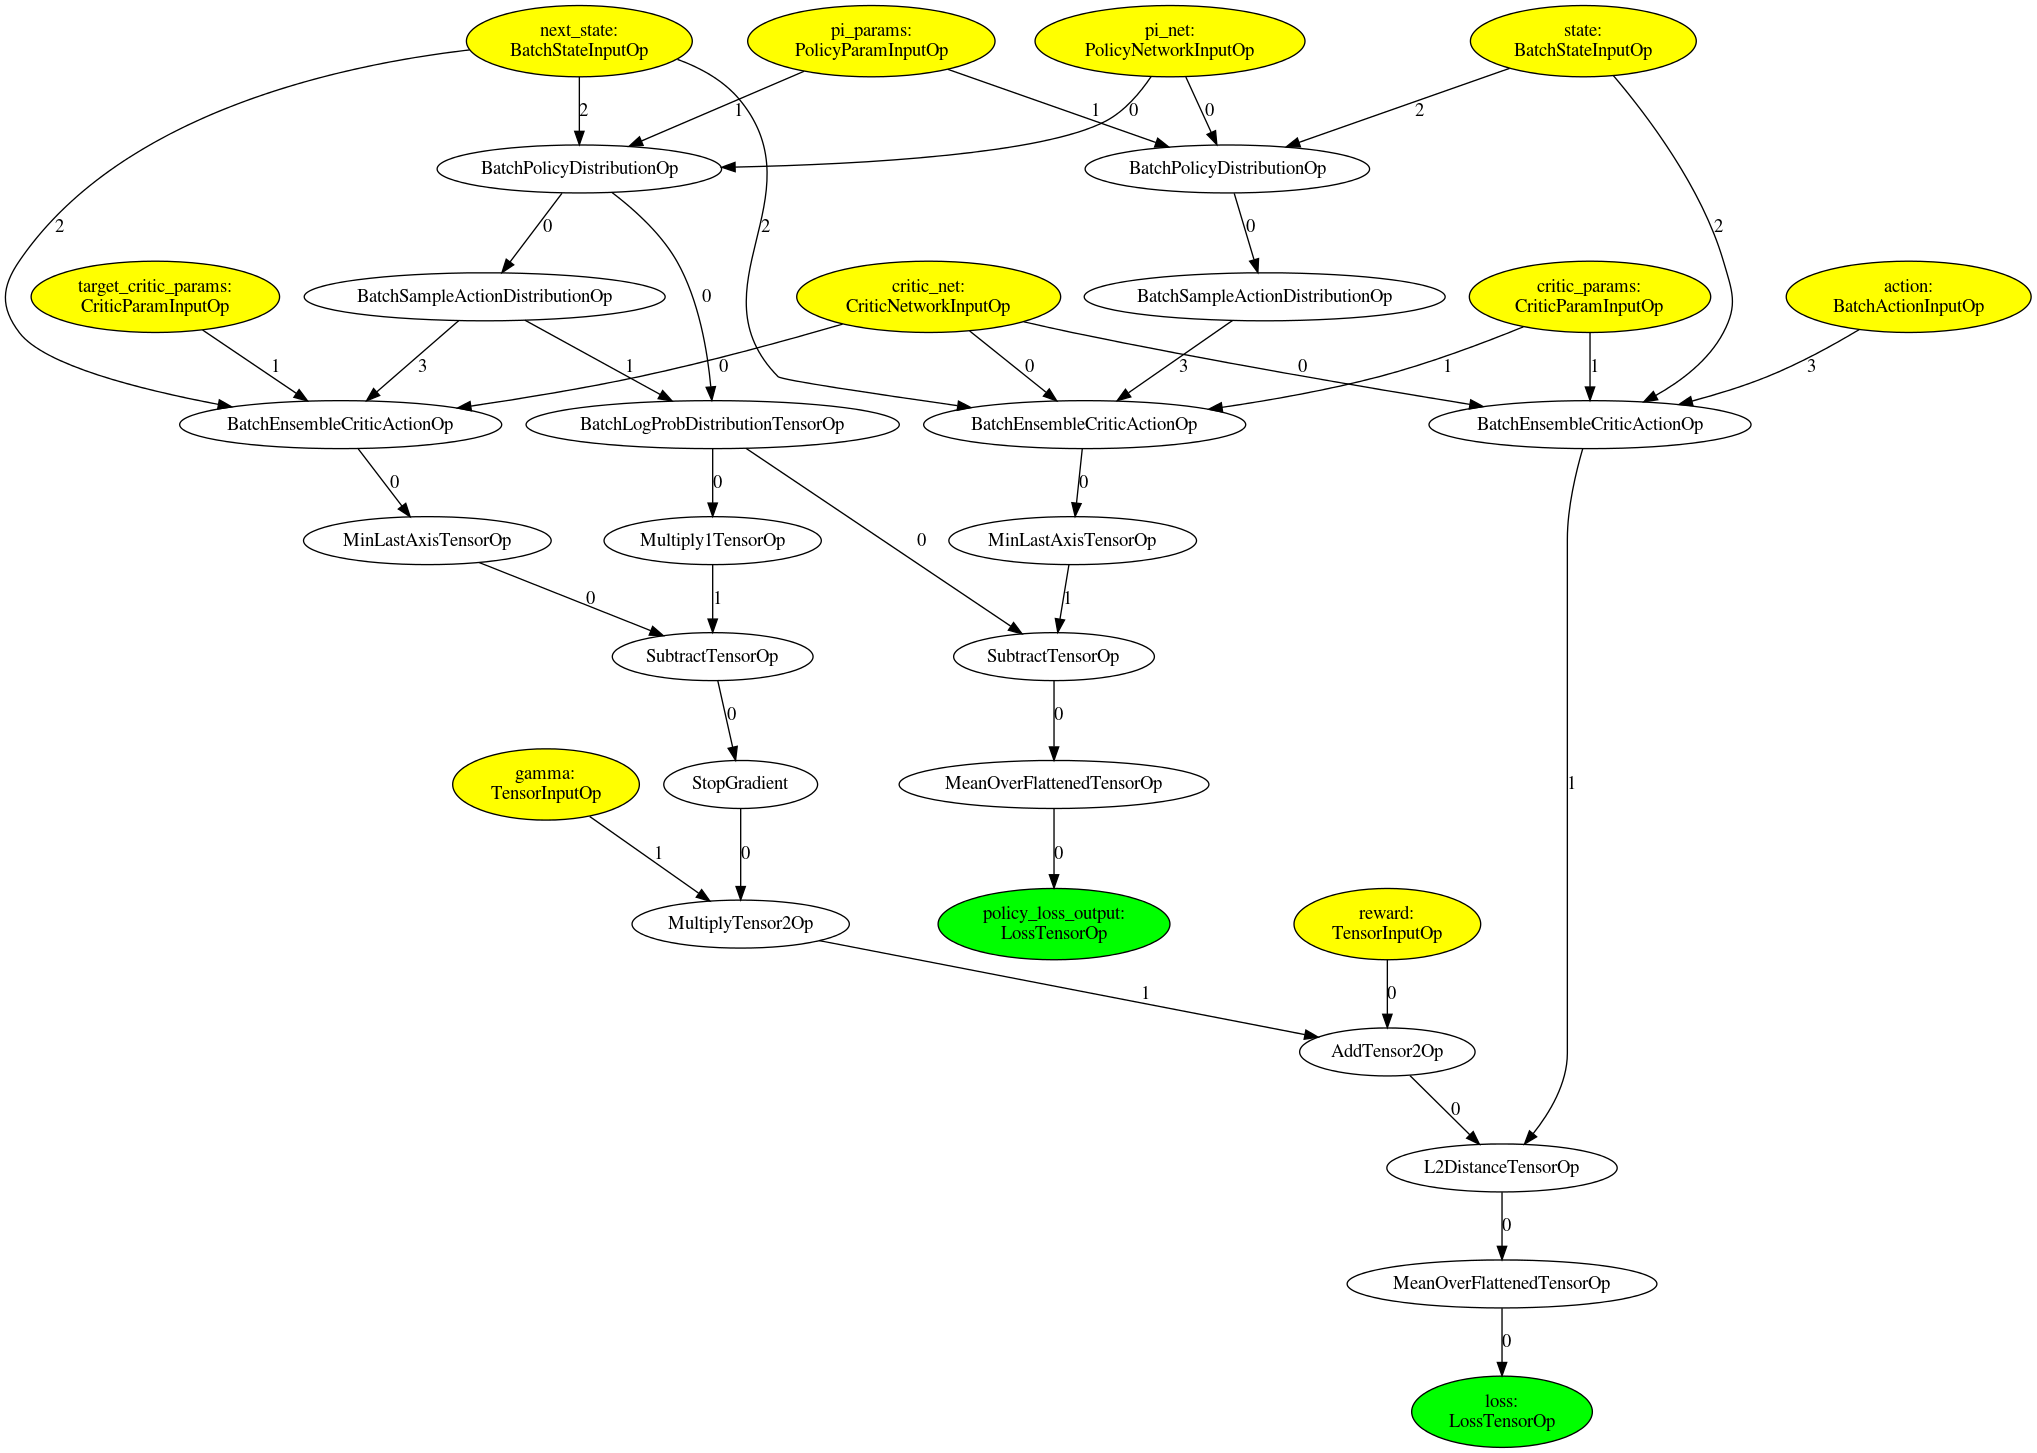 next_state:
BatchStateInputOp
pi_params:
PolicyParamInputOp
pi_net:
PolicyNetworkInputOp
state:
BatchStateInputOp
2
1
1
0
0
2
BatchPolicyDistributionOp
BatchPolicyDistributionOp
2
0
2
0
2
target_critic_params:
CriticParamInputOp
BatchSampleActionDistributionOp
0
critic_net:
CriticNetworkInputOp
BatchSampleActionDistributionOp
critic_params:
CriticParamInputOp
action:
BatchActionInputOp
1
3
1
0
0
3
0
1
1
3
BatchEnsembleCriticActionOp
BatchLogProbDistributionTensorOp
BatchEnsembleCriticActionOp
BatchEnsembleCriticActionOp
0
0
0
MinLastAxisTensorOp
Multiply1TensorOp
0
MinLastAxisTensorOp
0
1
1
SubtractTensorOp
SubtractTensorOp
0
0
gamma:
TensorInputOp
StopGradient
MeanOverFlattenedTensorOp
1
1
0
0
MultiplyTensor2Op
policy_loss_output:
LossTensorOp
reward:
TensorInputOp
1
0
AddTensor2Op
0
L2DistanceTensorOp
0
MeanOverFlattenedTensorOp
0
loss:
LossTensorOp